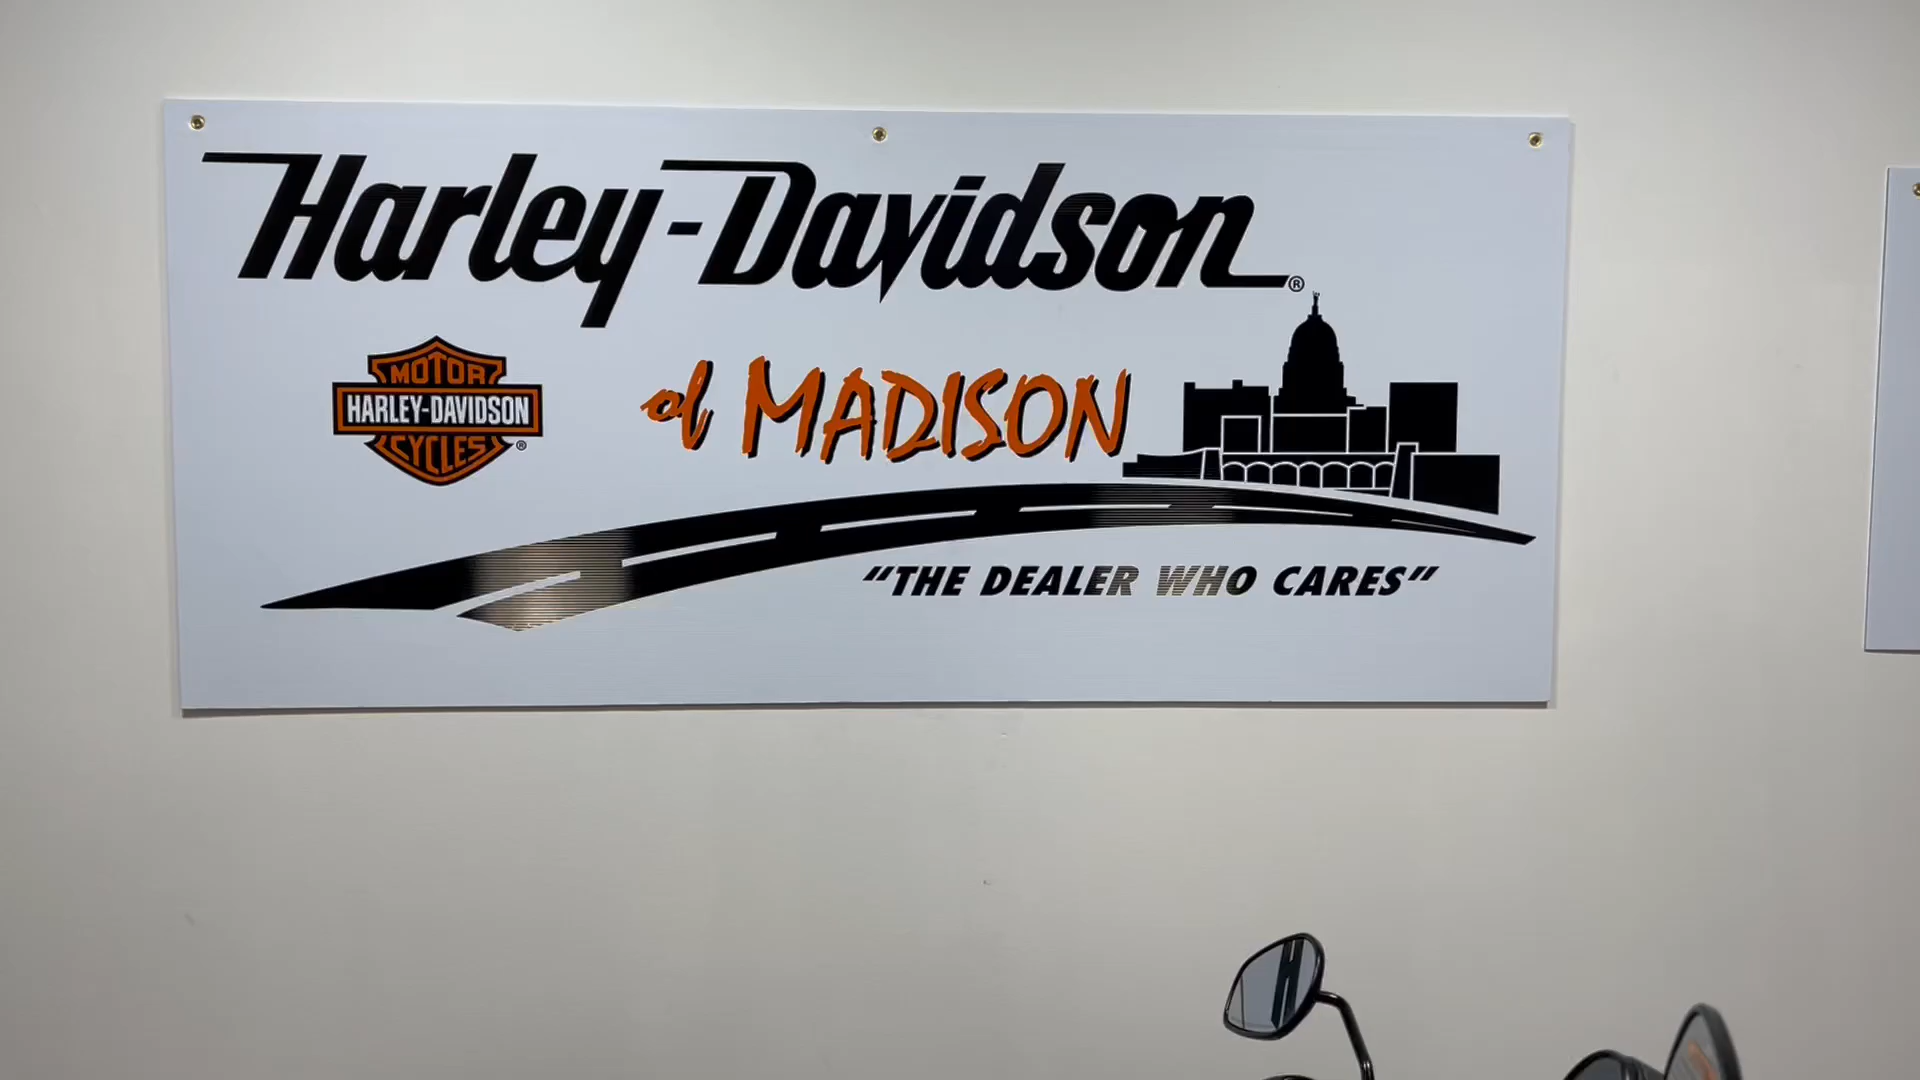 Harley-Davidson®
MOTOR
HARLEY-DAVIDSON
CYCLES®
of MADISON
"THE DEALER WHO CARES"